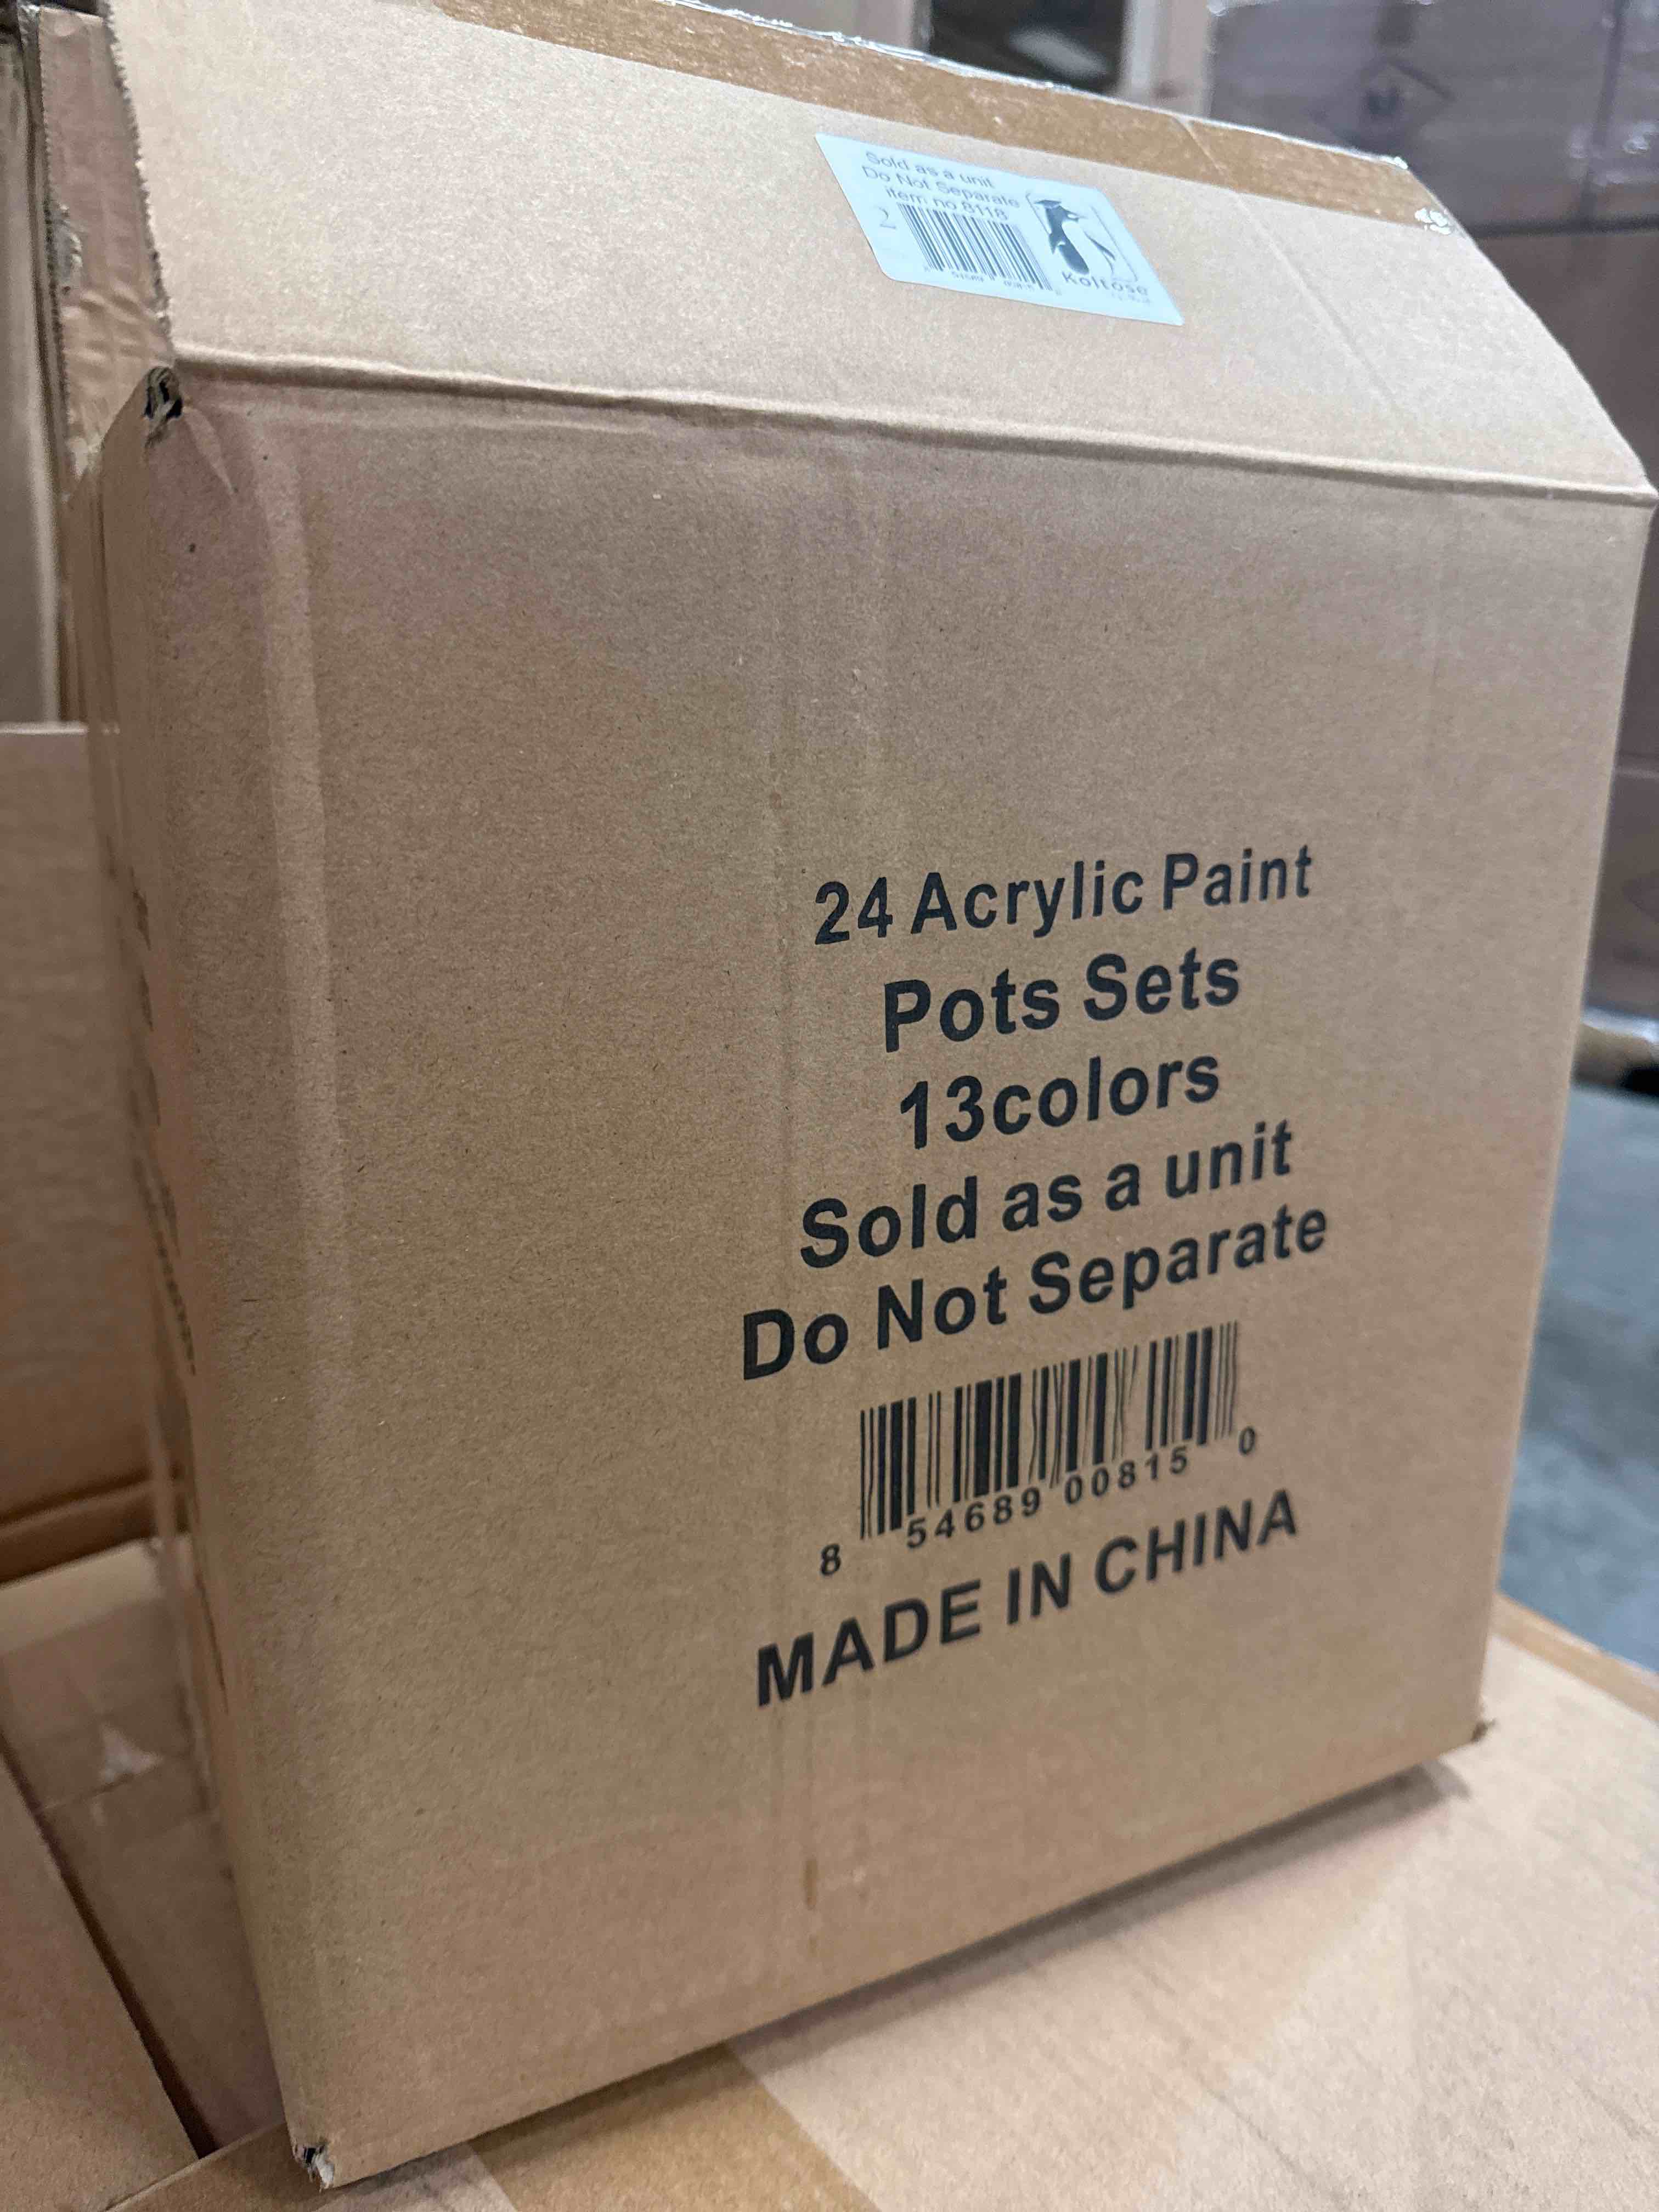 Sold as a unit
Do Not Separate
item no.8118
2
Koltose
24 Acrylic Paint
Pots Sets
13colors
Sold as a unit
Do Not Separate
8 54689 00815 0
MADE IN CHINA